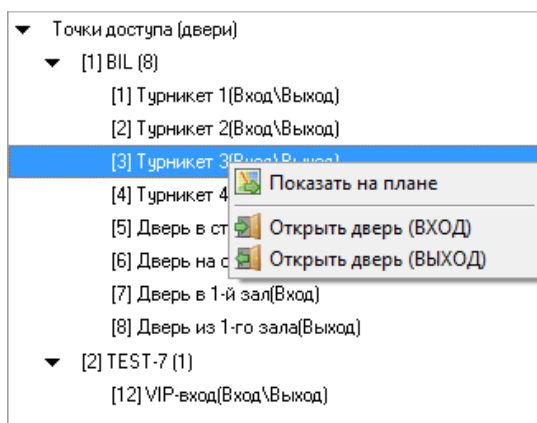 Точки доступа (двери)
[1] BIL (8)
[1] Турникет 1(Вход\Выход)
[2] Турникет 2(Вход\Выход)
[3] Турникет 3(Вход\Выход)
Показать на плане
[4] Турникет 4
[5] Дверь в ст
Открыть дверь (ВХОД)
[6] Дверь на с
Открыть дверь (ВЫХОД)
[7] Дверь в 1-й зал(Вход)
[8] Дверь из 1-го зала(Выход)
[2] TEST-7 (1)
[12] VIP-вход(Вход\Выход)